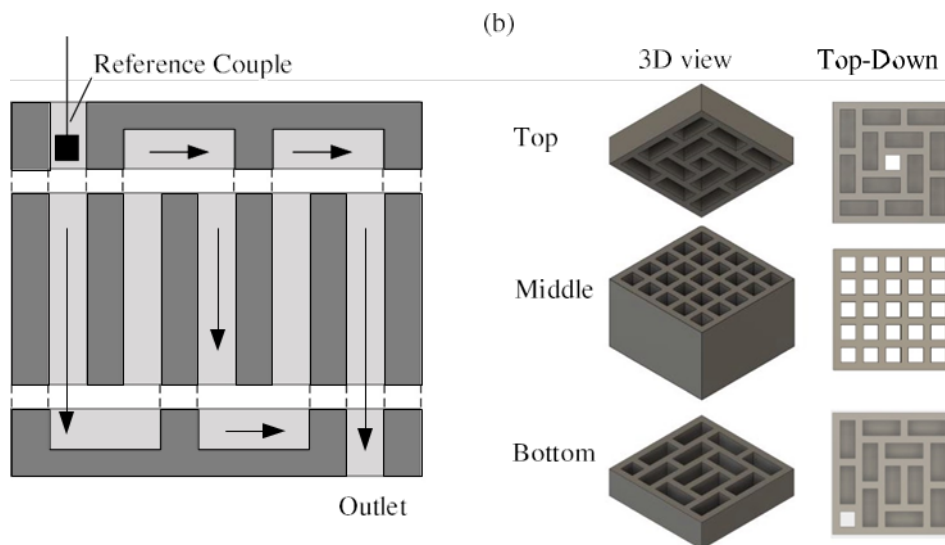 (b)
Reference Couple
3D view
Top-Down
Top
Middle
Bottom
Outlet